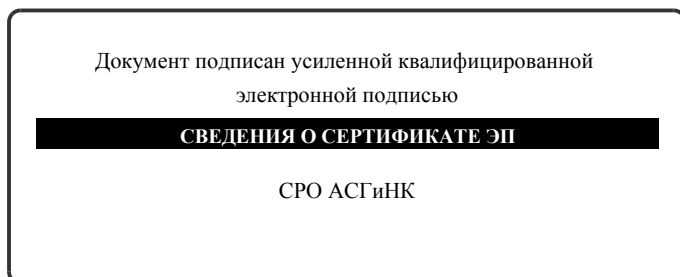 Документ подписан усиленной квалифицированной
электронной подписью
СВЕДЕНИЯ О СЕРТИФИКАТЕ ЭП
СРО АСГиНК